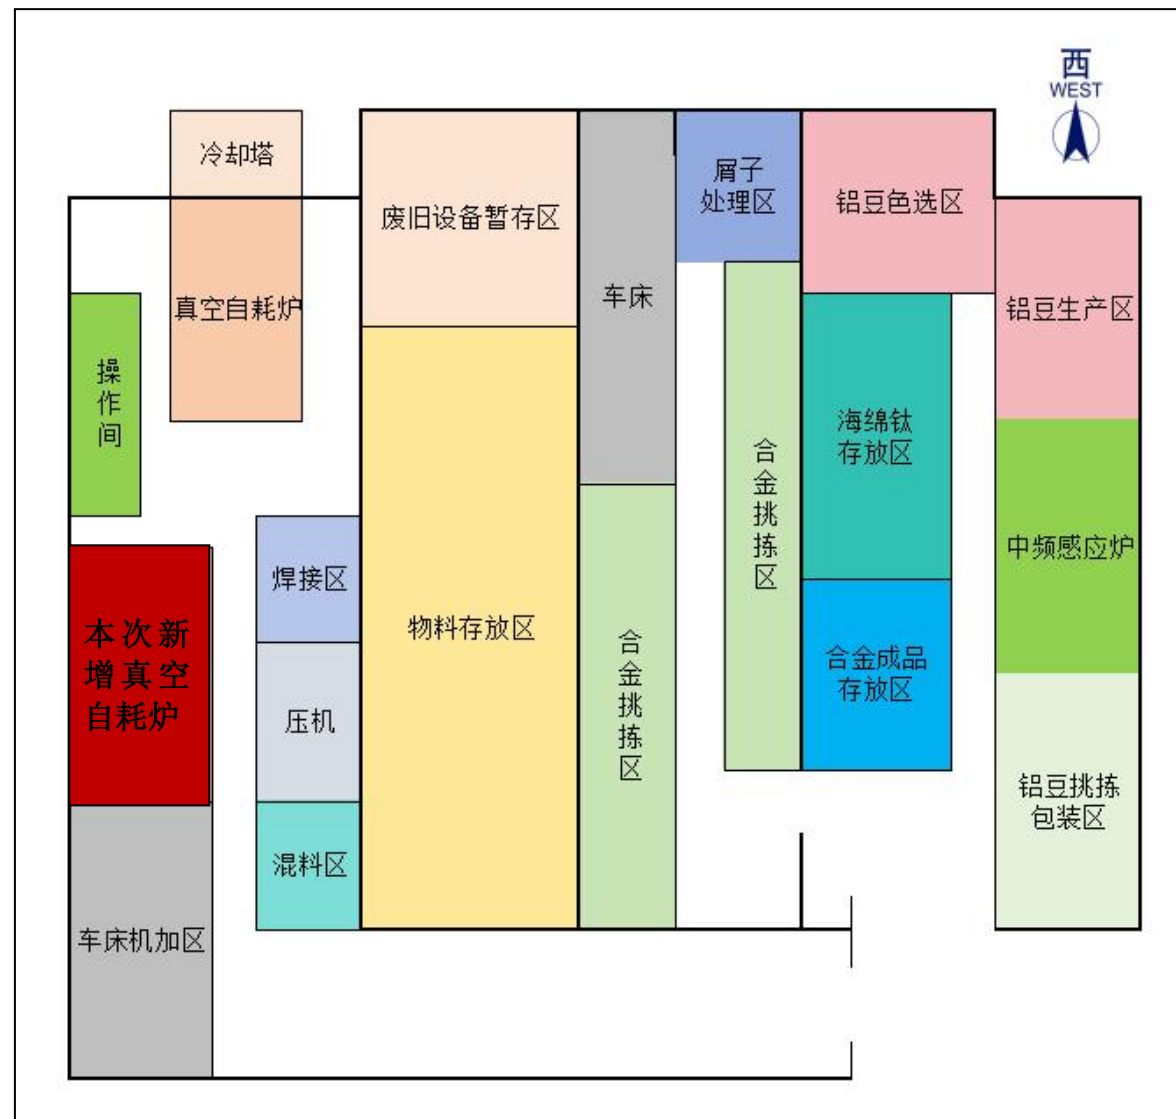 西
WEST
冷却塔
废旧设备暂存区
车床
屑子
处理区
铝豆色选区
铝豆生产区
真空自耗炉
操作间
合金挑拣区
海绵钛
存放区
中频感应炉
本次新
增真空
自耗炉
焊接区
物料存放区
合金挑拣区
合金成品
存放区
压机
铝豆挑拣
包装区
混料区
车床机加区